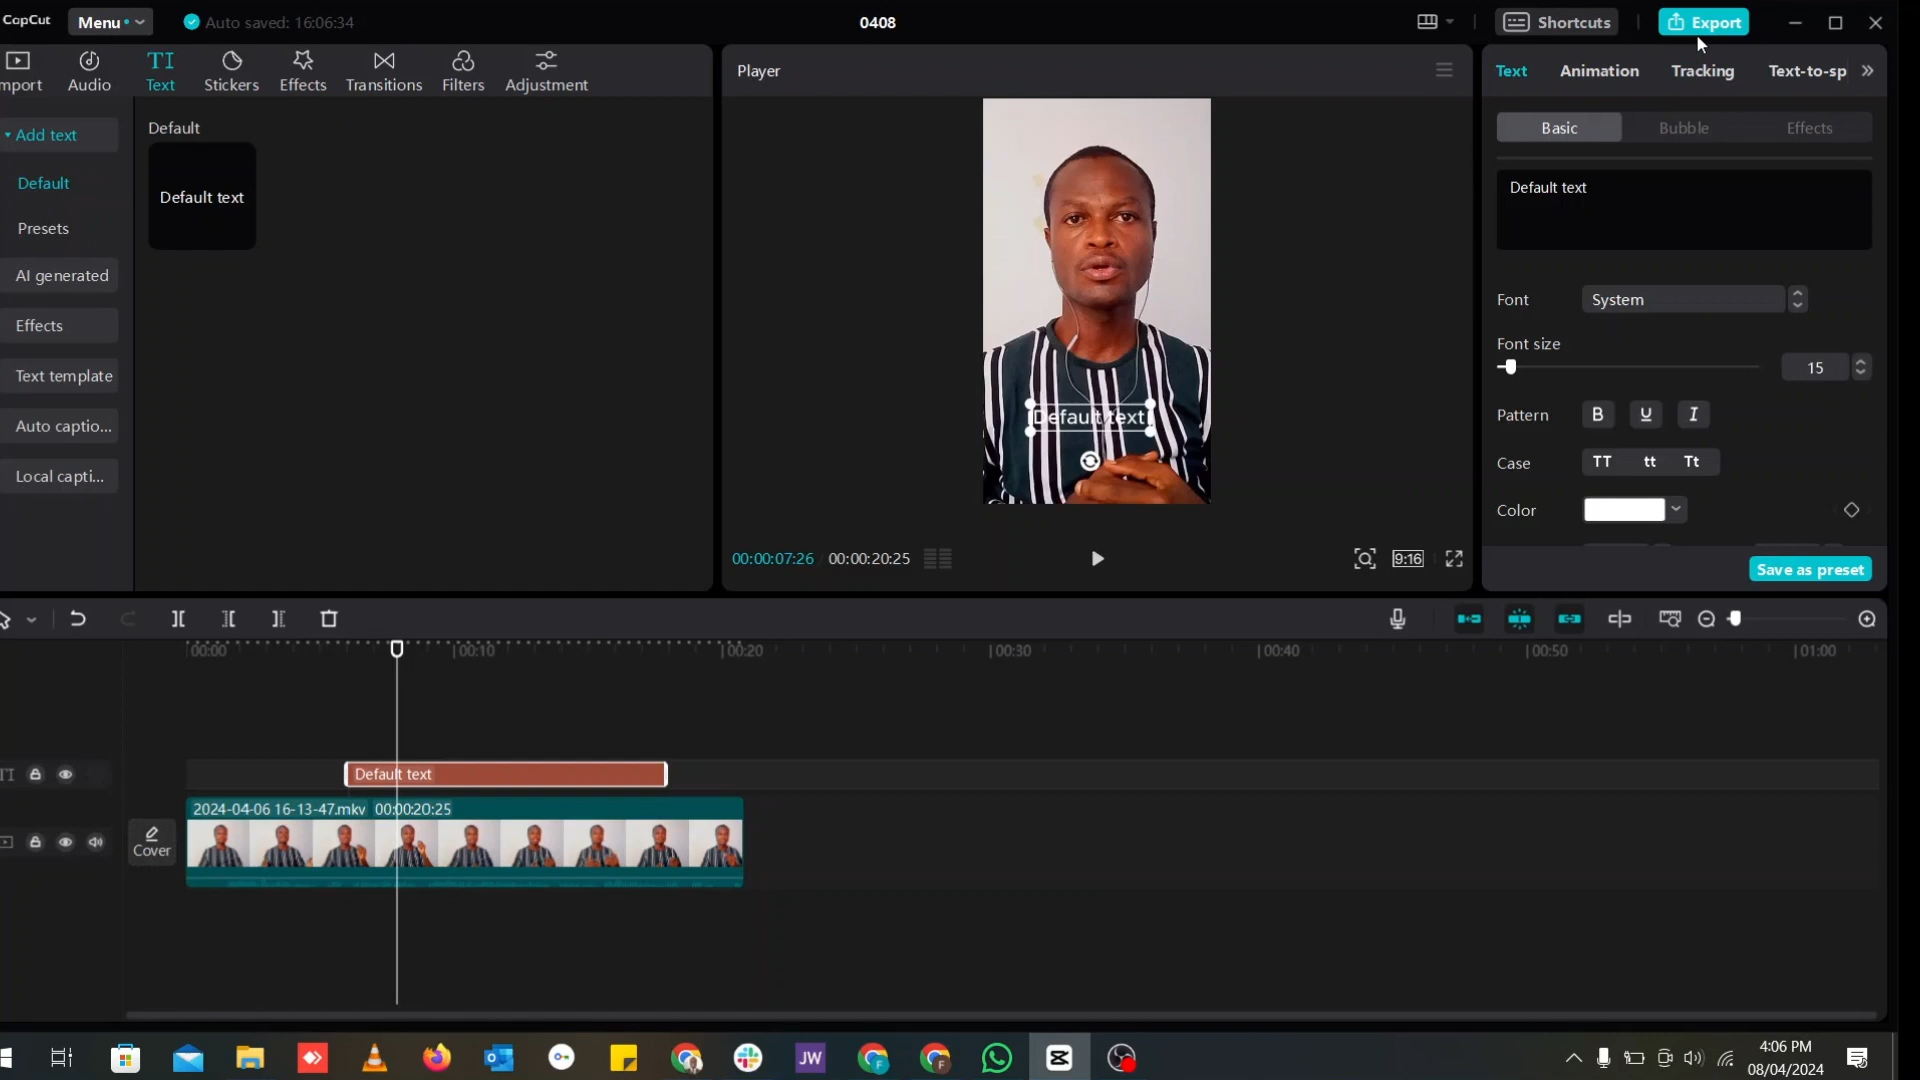 CapCut
Menu
Auto saved: 16:06:34
0408
Shortcuts
Export
mport
Audio
TI
Text
Stickers
Effects
Transitions
Filters
Adjustment
Add text
Default
Presets
AI generated
Effects
Text template
Auto captio...
Local capti...
Default
Default text
Player
Default text
00:00:07:26
00:00:20:25
9:16
Text
Animation
Tracking
Text-to-sp
Basic
Bubble
Effects
Default text
Font
System
Font size
15
Pattern
B
U
I
Case
TT
tt
Tt
Color
Save as preset
00:00
00:10
00:20
00:30
00:40
00:50
01:00
TI
Default text
2024-04-06 16-13-47.mkv 00:00:20:25
Cover
JW
F
F
4:06 PM
08/04/2024